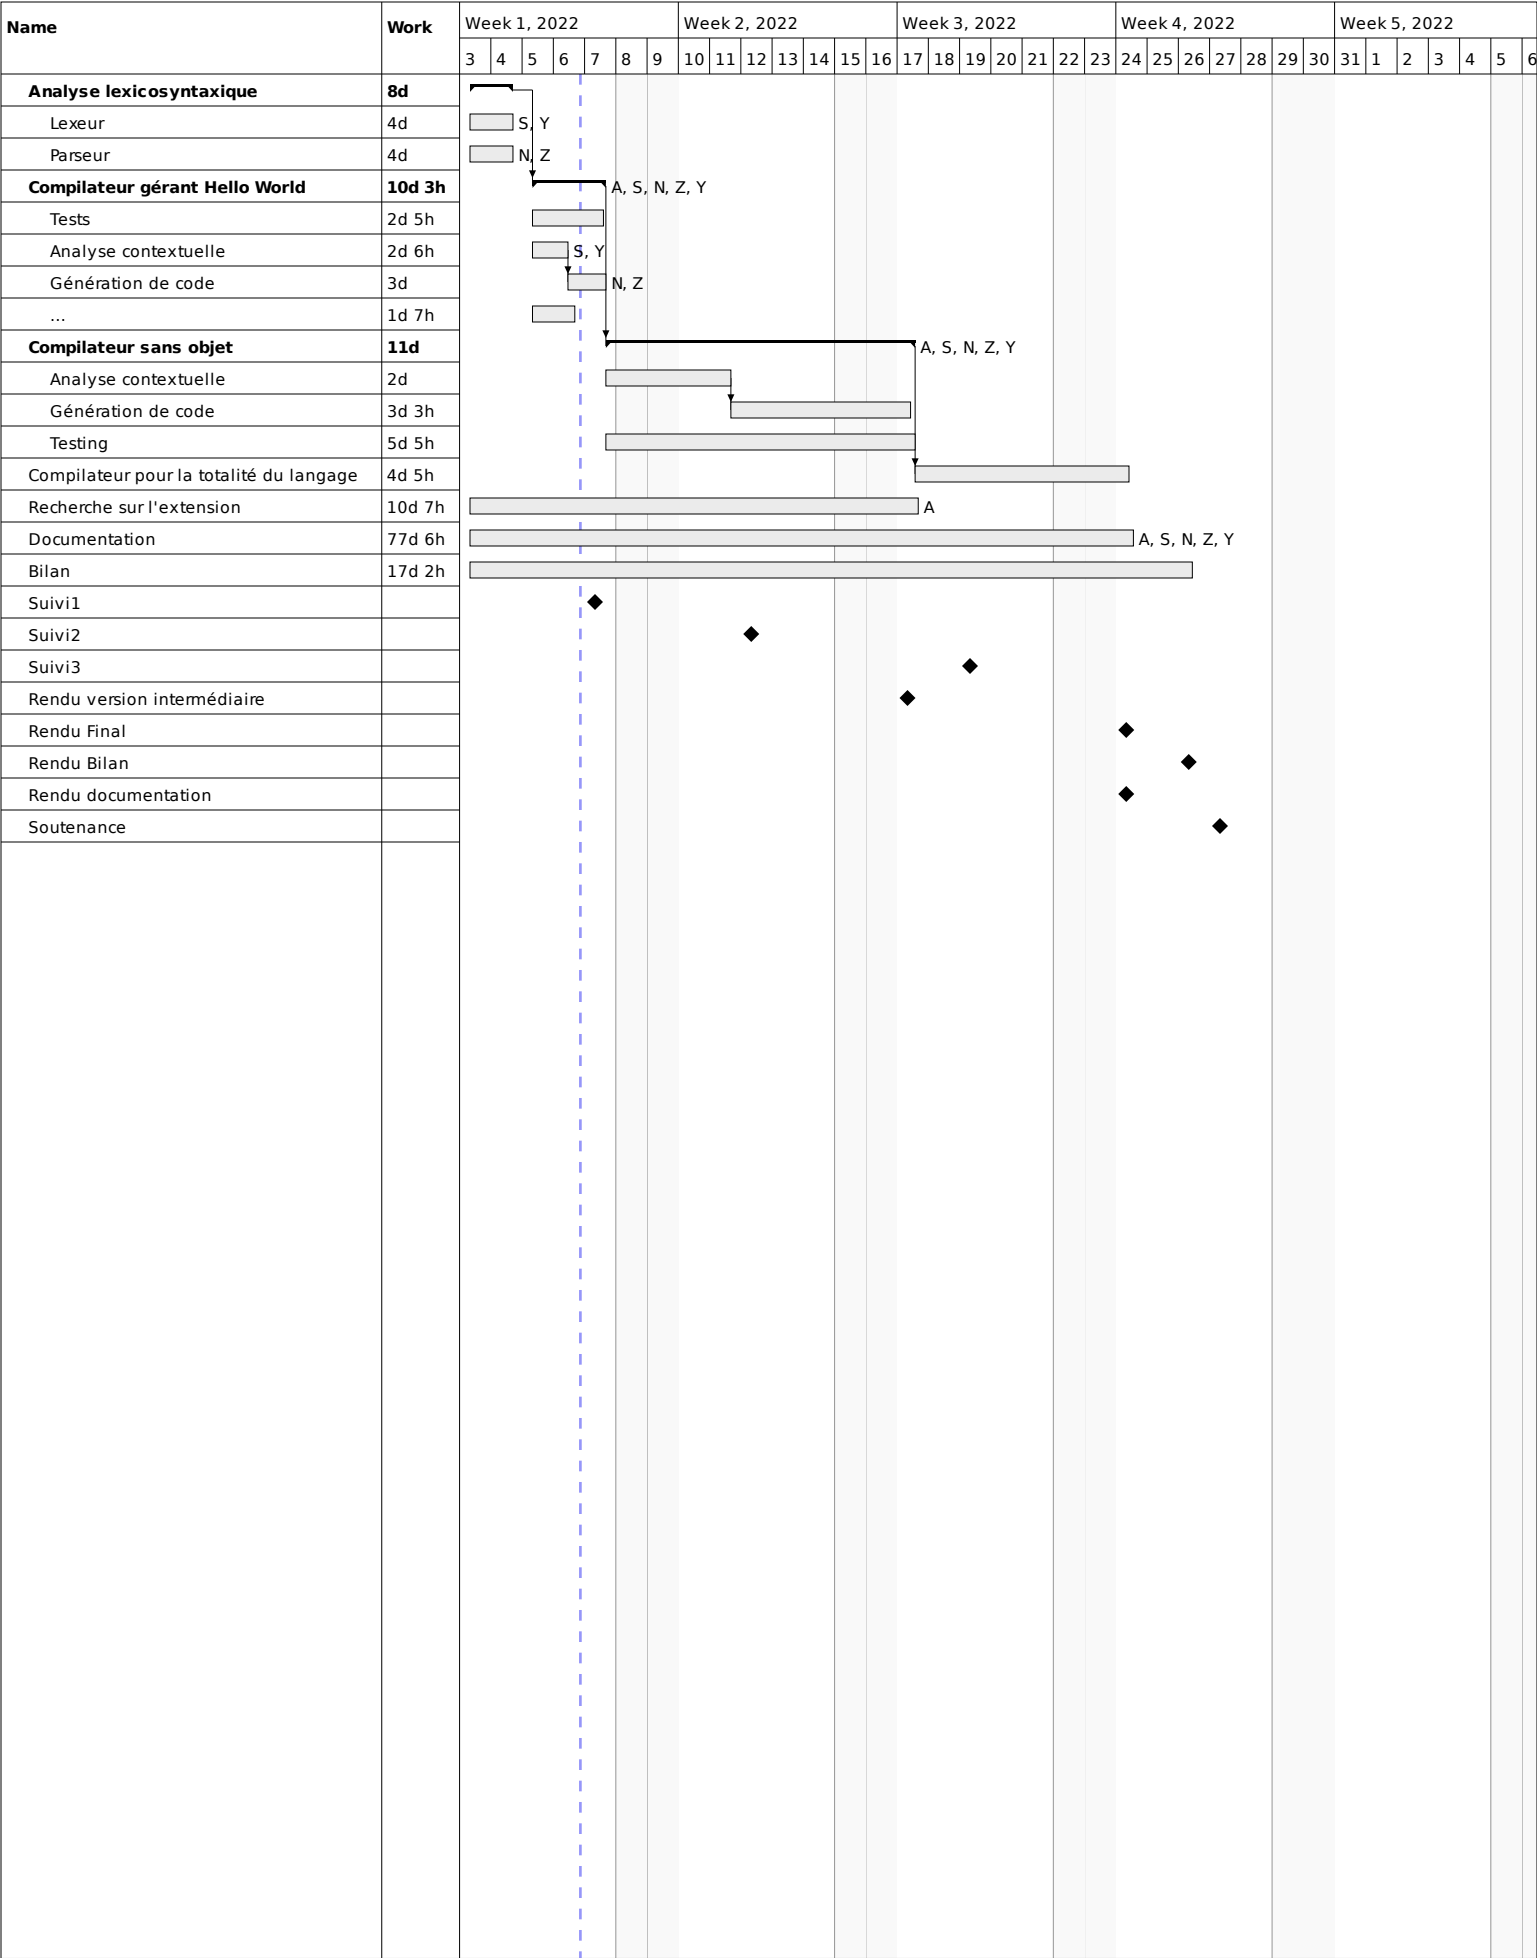 Name Work Week 1, 2022 Week 2, 2022 Week 3, 2022 Week 4, 2022 Week 5, 2022
3 4 5 6 7 8 9 10 11 12 13 14 15 16 17 18 19 20 21 22 23 24 25 26 27 28 29 30 31 1 2 3 4 5 6
Analyse lexicosyntaxique 8d
Lexeur 4d S, Y
Parseur 4d N, Z
Compilateur gérant Hello World 10d 3h A, S, N, Z, Y
Tests 2d 5h
Analyse contextuelle 2d 6h S, Y
Génération de code 3d N, Z
... 1d 7h
Compilateur sans objet 11d A, S, N, Z, Y
Analyse contextuelle 2d
Génération de code 3d 3h
Testing 5d 5h
Compilateur pour la totalité du langage 4d 5h
Recherche sur l'extension 10d 7h A
Documentation 77d 6h A, S, N, Z, Y
Bilan 17d 2h
Suivi1
Suivi2
Suivi3
Rendu version intermédiaire
Rendu Final
Rendu Bilan
Rendu documentation
Soutenance